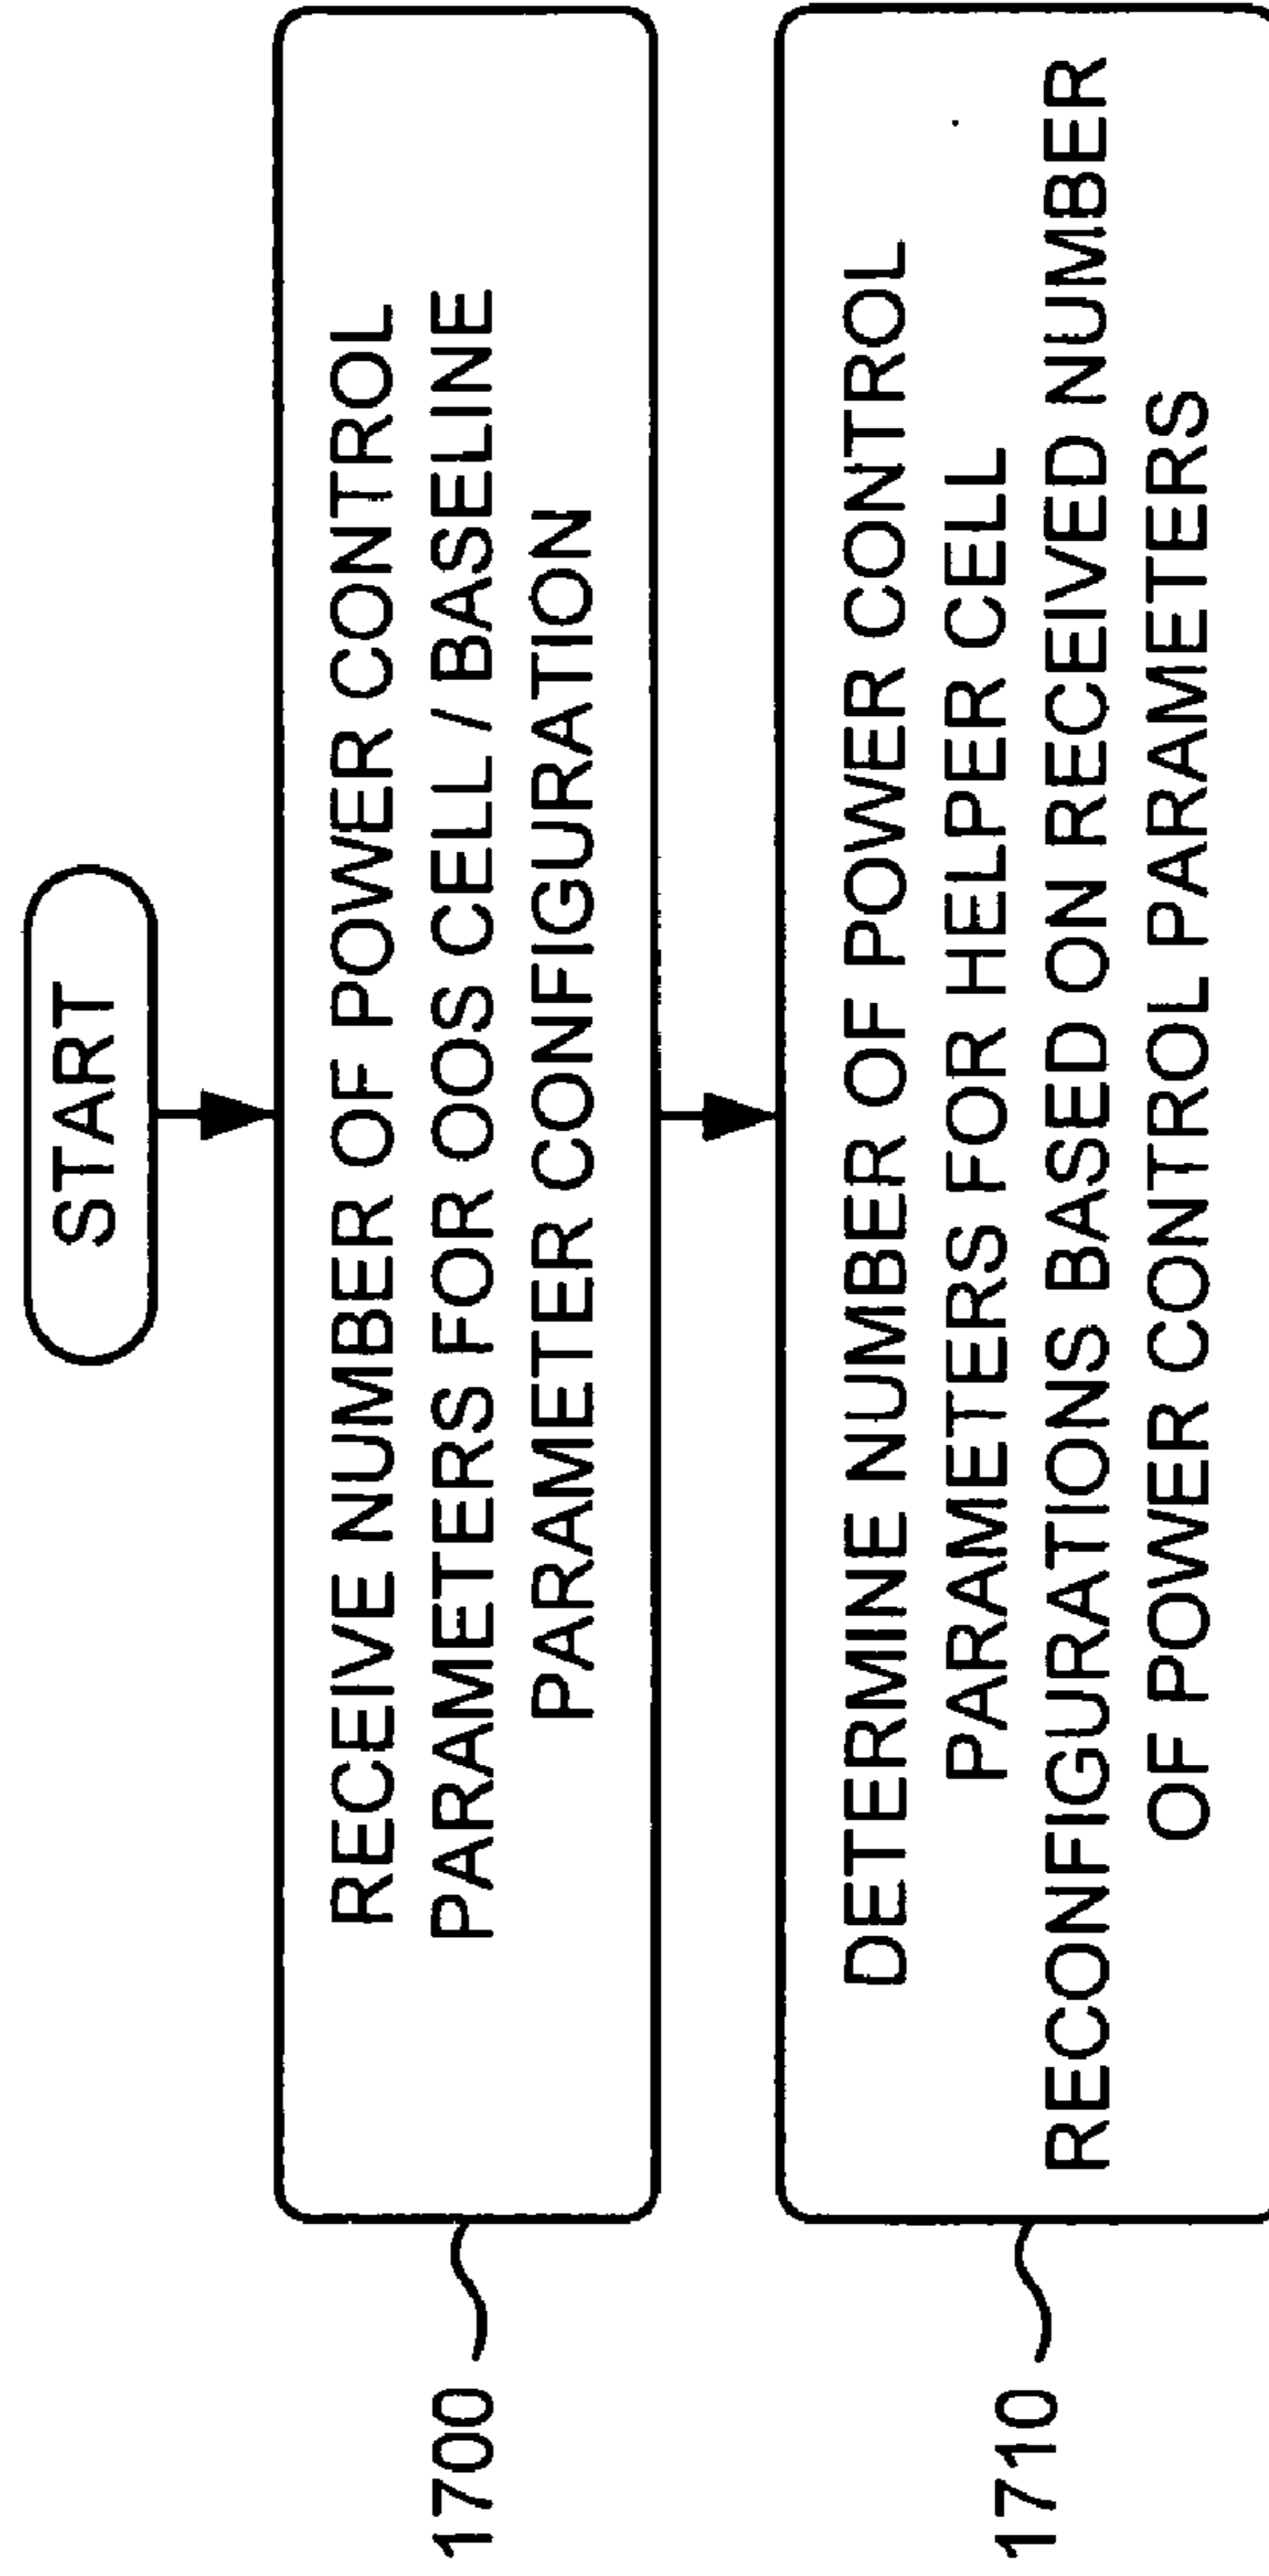 START
RECEIVE NUMBER OF POWER CONTROL
PARAMETERS FOR OOS CELL / BASELINE
PARAMETER CONFIGURATION
1700
DETERMINE NUMBER OF POWER CONTROL
PARAMETERS FOR HELPER CELL
RECONFIGURATIONS BASED ON RECEIVED NUMBER
OF POWER CONTROL PARAMETERS
1710